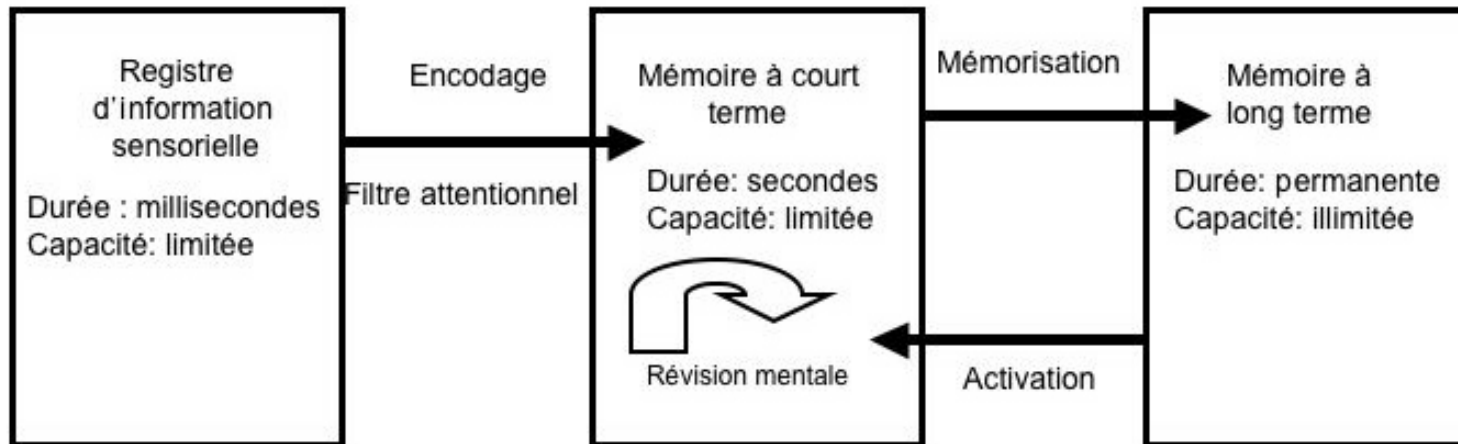 Registre
d'information
sensorielle
Durée : millisecondes
Capacité: limitée
Encodage
Filtre attentionnel
Mémoire à court
terme
Durée: secondes
Capacité: limitée
Révision mentale
Mémorisation
Activation
Mémoire à
long terme
Durée: permanente
Capacité: illimitée